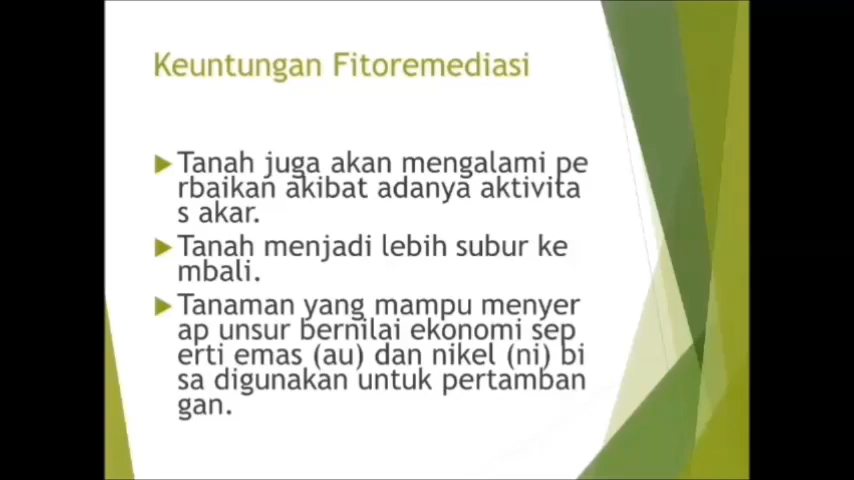 Keuntungan Fitoremediasi
Tanah juga akan mengalami pe
rbaikan akibat adanya aktivita
s akar.
Tanah menjadi lebih subur ke
mbali.
Tanaman yang mampu menyer
ap unsur bernilai ekonomi sep
erti emas (au) dan nikel (ni) bi
sa digunakan untuk pertamban
gan.